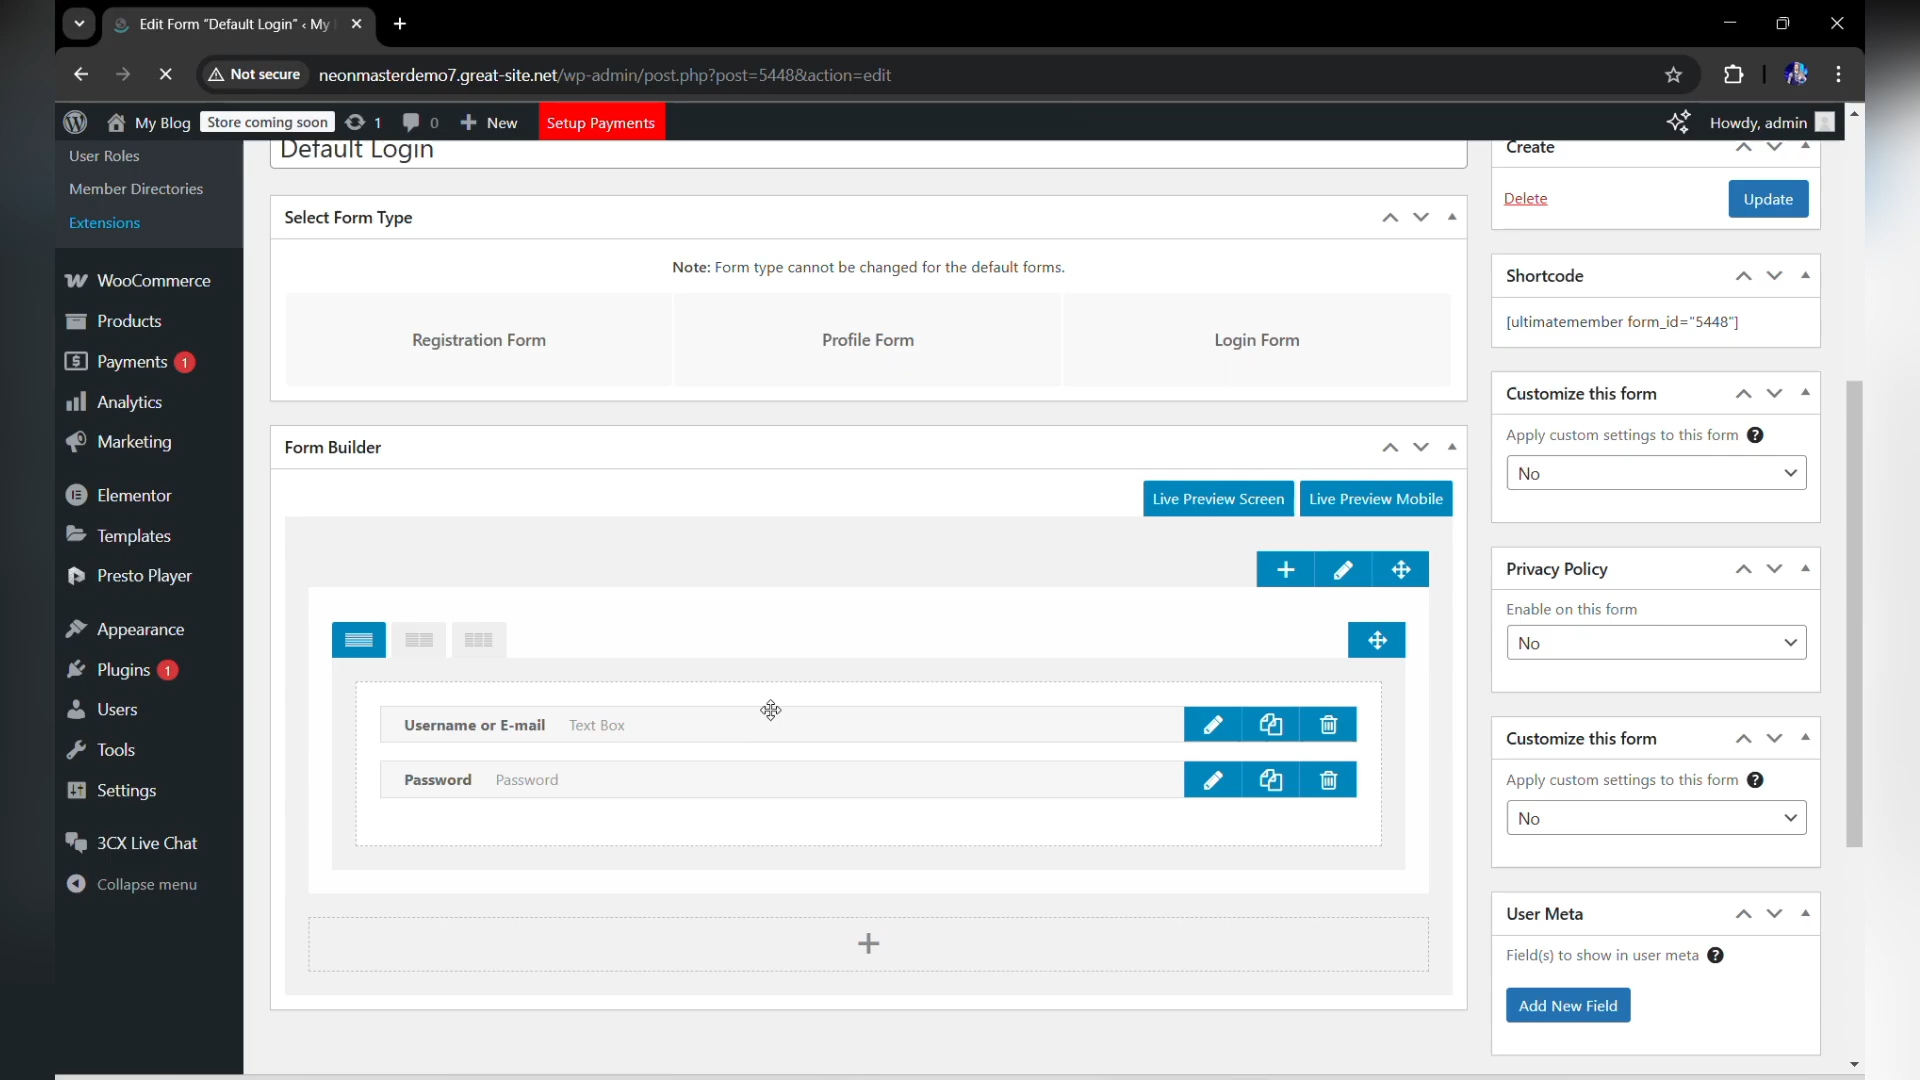 Edit Form "Default Login" ‹ My
Not secure
neonmasterdemo7.great-site.net/wp-admin/post.php?post=5448&action=edit
My Blog
Store coming soon
1
0
New
Setup Payments
Howdy, admin
User Roles
Member Directories
Extensions
WooCommerce
Products
Payments 1
Analytics
Marketing
Elementor
Templates
Presto Player
Appearance
Plugins 1
Users
Tools
Settings
3CX Live Chat
Collapse menu
Default Login
Select Form Type
Note: Form type cannot be changed for the default forms.
Registration Form
Profile Form
Login Form
Form Builder
Live Preview Screen
Live Preview Mobile
Username or E-mail Text Box
Password Password
Create
Delete
Update
Shortcode
[ultimatemember form_id="5448"]
Customize this form
Apply custom settings to this form
No
Privacy Policy
Enable on this form
No
Customize this form
Apply custom settings to this form
No
User Meta
Field(s) to show in user meta
Add New Field